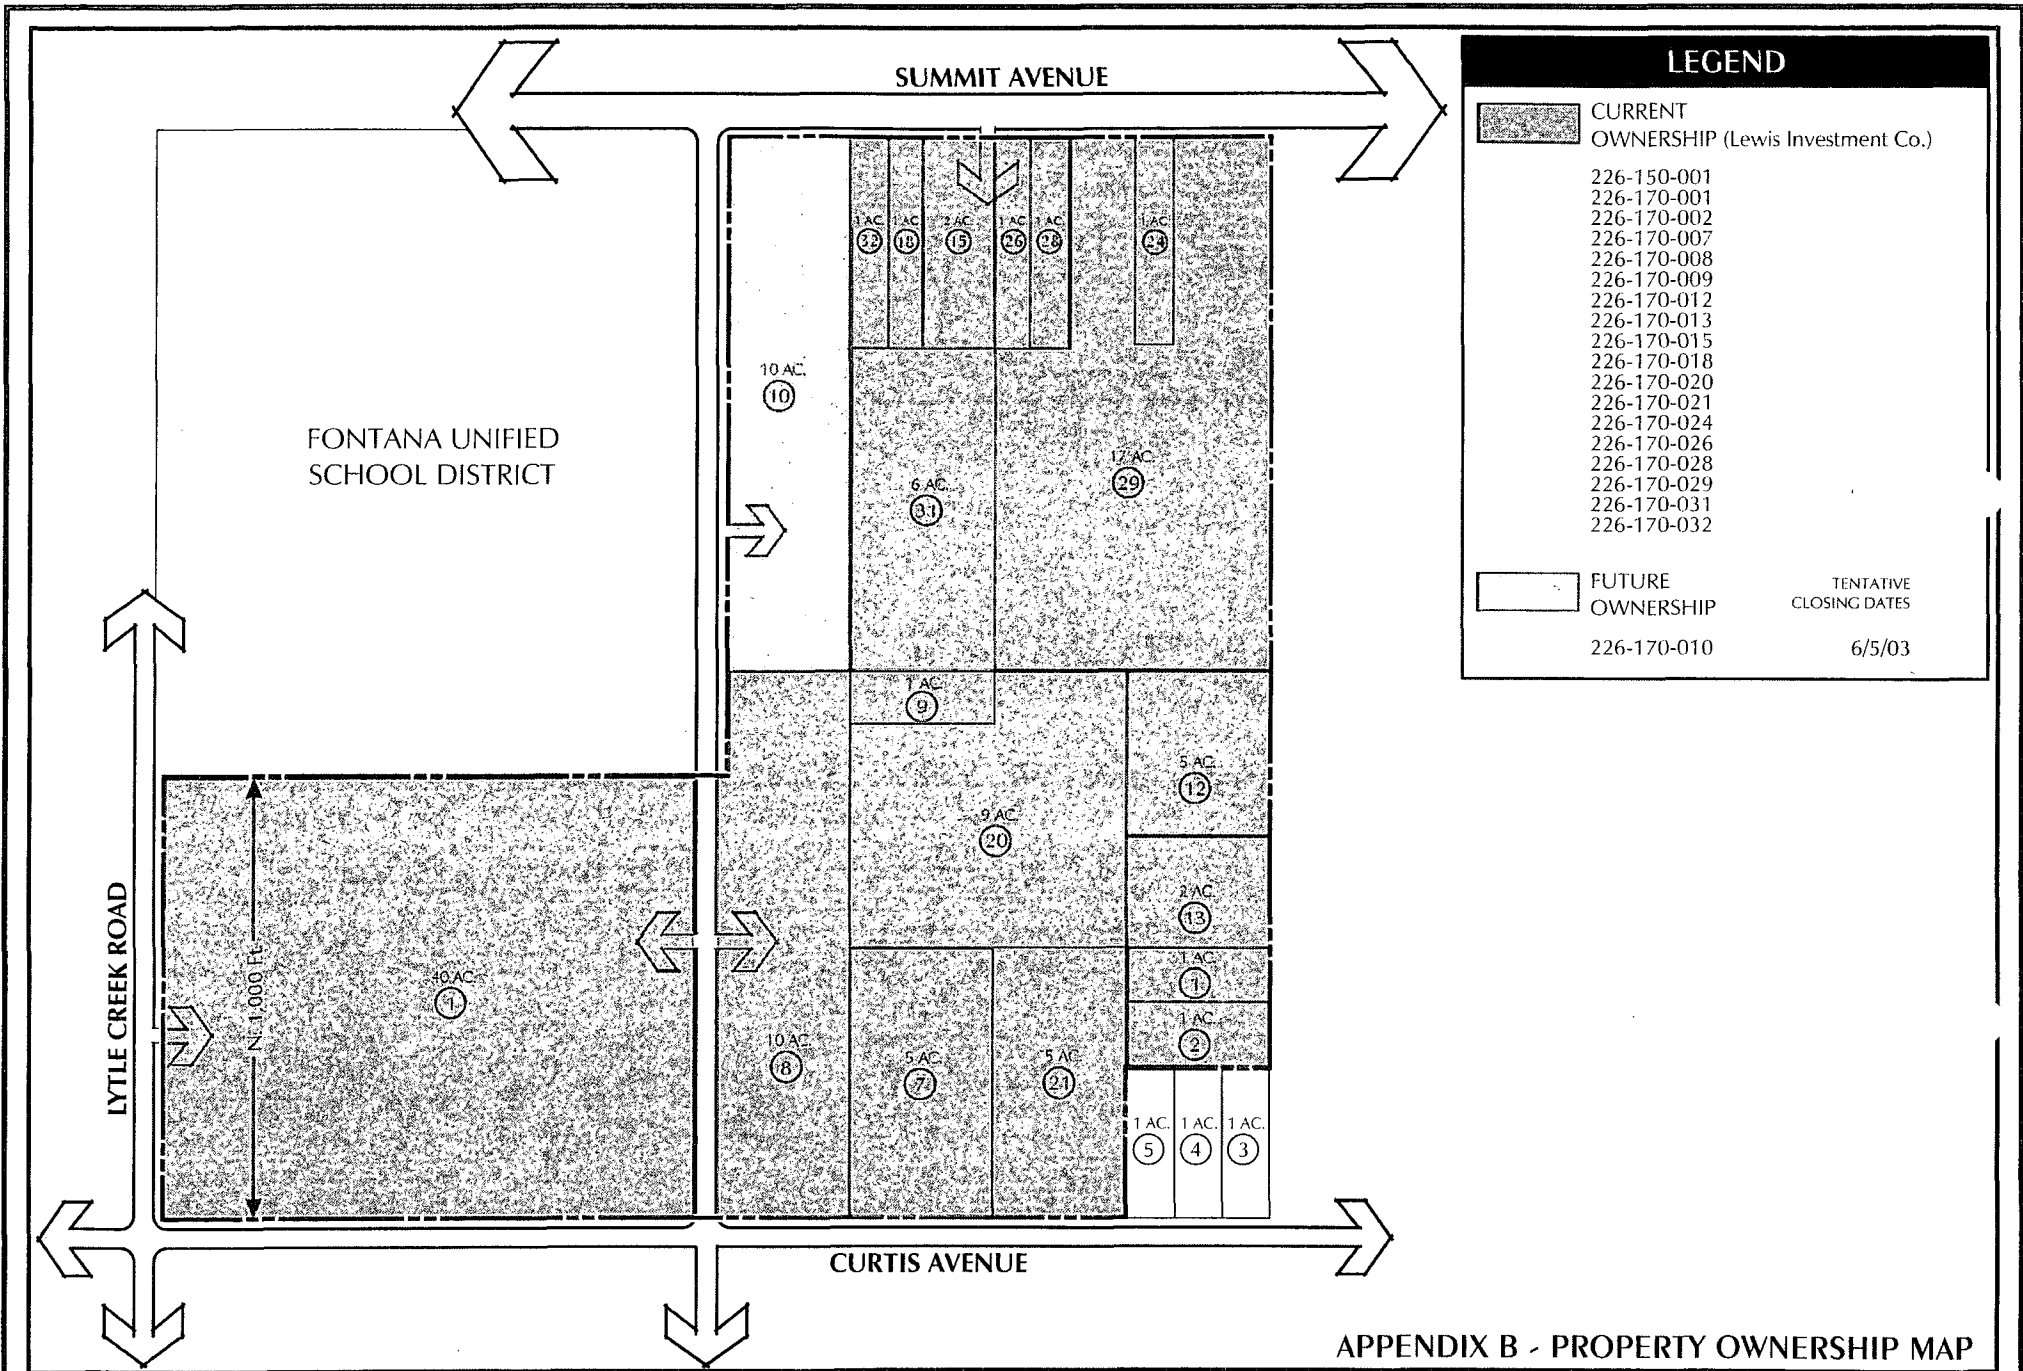 SUMMIT AVENUE
LEGEND
CURRENT
OWNERSHIP (Lewis Investment Co.)
226-150-001
226-170-001
226-170-002
226-170-007
226-170-008
226-170-009
226-170-012
226-170-013
226-170-015
226-170-018
226-170-020
226-170-021
226-170-024
226-170-026
226-170-028
226-170-029
226-170-031
226-170-032
FUTURE
OWNERSHIP
TENTATIVE
CLOSING DATES
226-170-010 6/5/03
1 AC.
32
1 AC.
18
2 AC.
15
1 AC.
26
1 AC.
28
1 AC.
24
10 AC.
10
FONTANA UNIFIED
SCHOOL DISTRICT
6 AC.
31
17 AC.
29
1 AC.
9
5 AC.
12
9 AC.
20
2 AC.
13
1 AC.
1
1 AC.
2
40 AC.
1
1000 Ft.
LYTLE CREEK ROAD
10 AC.
8
5 AC.
7
5 AC.
21
1 AC.
5
1 AC.
4
1 AC.
3
CURTIS AVENUE
APPENDIX B - PROPERTY OWNERSHIP MAP